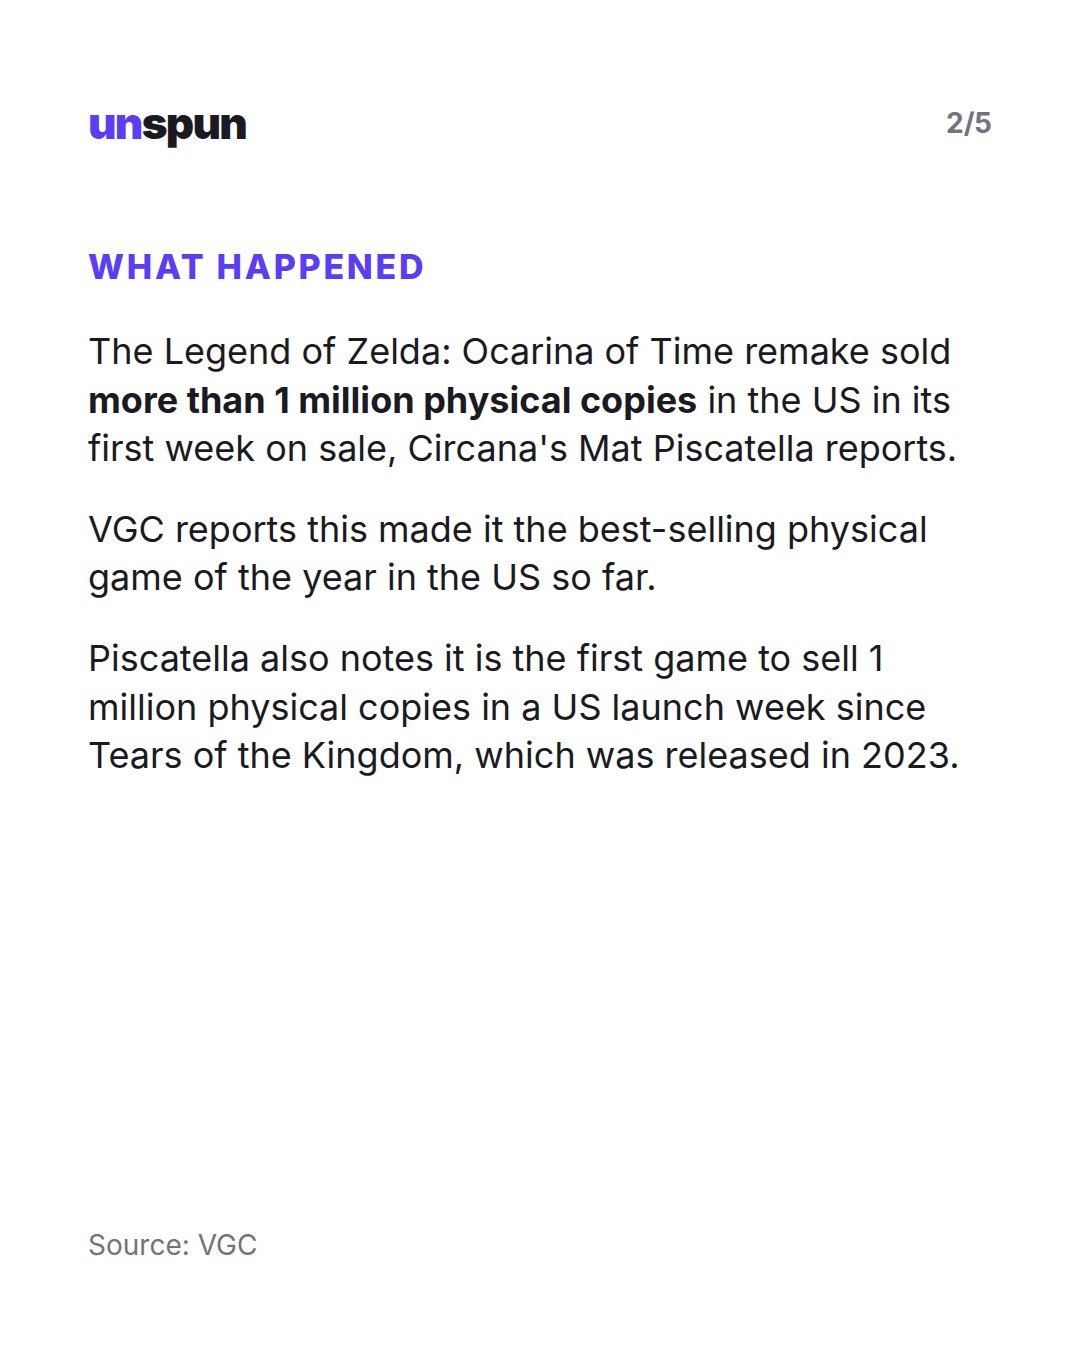 unspun
2/5
WHAT HAPPENED
The Legend of Zelda: Ocarina of Time remake sold
more than 1 million physical copies in the US in its
first week on sale, Circana's Mat Piscatella reports.
VGC reports this made it the best-selling physical
game of the year in the US so far.
Piscatella also notes it is the first game to sell 1
million physical copies in a US launch week since
Tears of the Kingdom, which was released in 2023.
Source: VGC